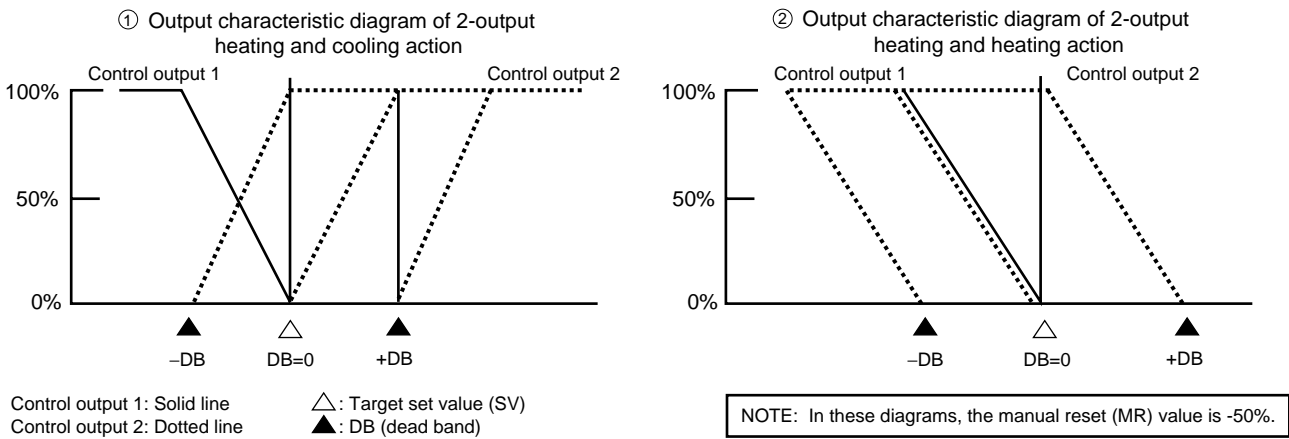 ① Output characteristic diagram of 2-output
heating and cooling action
Control output 1
Control output 2
100%
50%
0%
–DB
DB=0
+DB
Control output 1: Solid line
Control output 2: Dotted line
△: Target set value (SV)
▲: DB (dead band)
② Output characteristic diagram of 2-output
heating and heating action
Control output 1
Control output 2
100%
50%
0%
–DB
DB=0
+DB
NOTE: In these diagrams, the manual reset (MR) value is -50%.